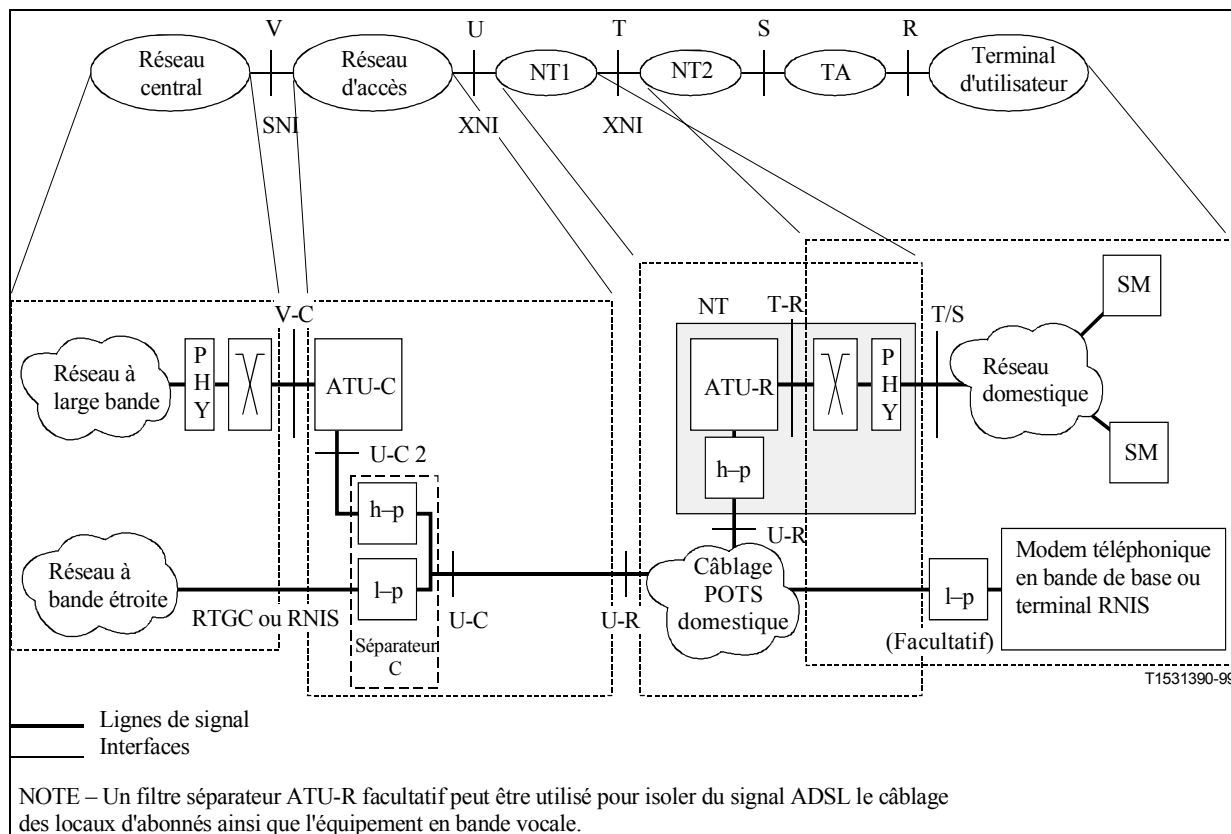 V U T S R
Réseau
central
Réseau
d'accès
NT1
NT2
TA
Terminal
d'utilisateur
SNI
XNI
XNI
V-C
NT
T-R
T/S
SM
Réseau à
large bande
P
H
Y
ATU-C
ATU-R
P
H
Y
Réseau
domestique
U-C 2
h–p
SM
h–p
U-R
Réseau à
bande étroite
RTGC ou RNIS
l–p
Séparateur
C
U-C
U-R
Câblage
POTS
domestique
l–p
(Facultatif)
Modem téléphonique
en bande de base ou
terminal RNIS
T1531390-99
Lignes de signal
Interfaces
NOTE – Un filtre séparateur ATU-R facultatif peut être utilisé pour isoler du signal ADSL le câblage
des locaux d'abonnés ainsi que l'équipement en bande vocale.